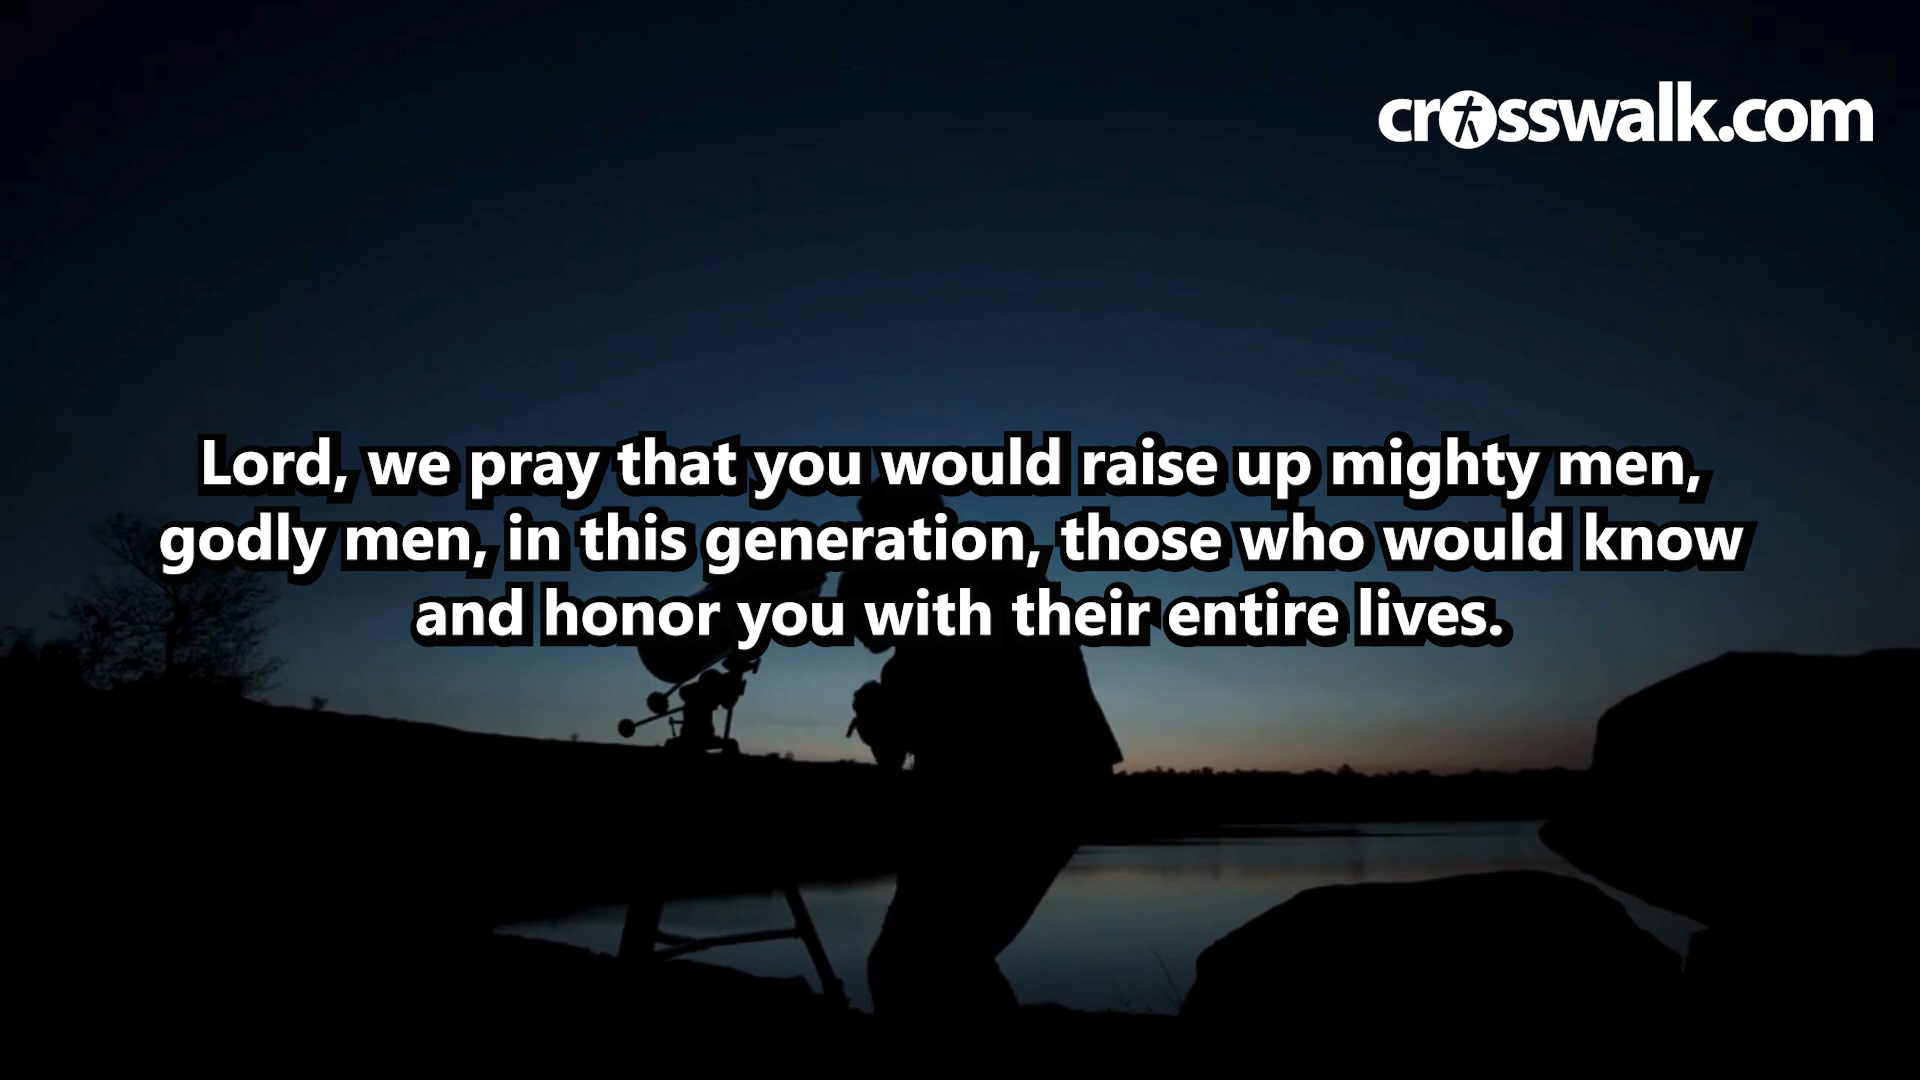 crosswalk.com
Lord, we pray that you would raise up mighty men,
godly men, in this generation, those who would know
and honor you with their entire lives.